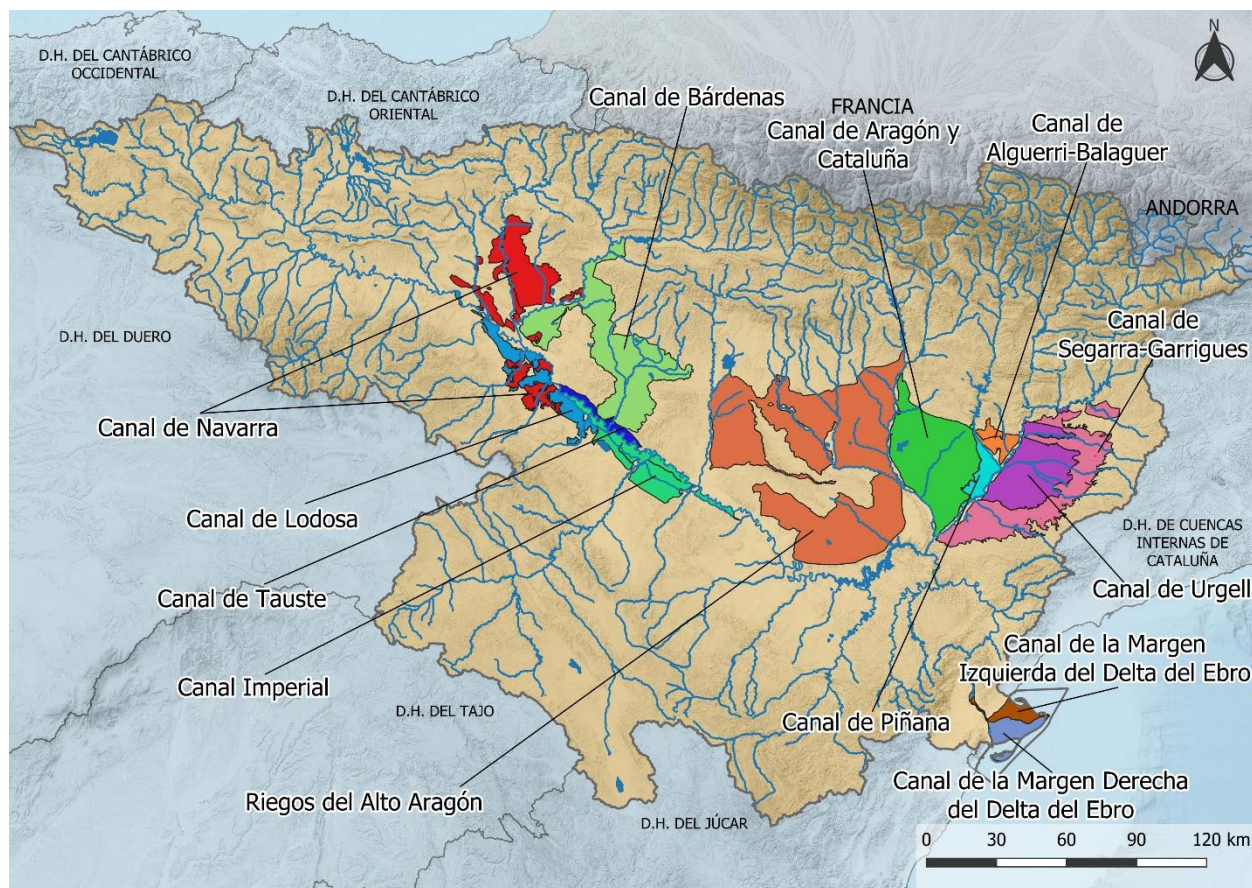 D.H. DEL CANTÁBRICO
OCCIDENTAL
D.H. DEL CANTÁBRICO
ORIENTAL
Canal de Bárdenas
FRANCIA
Canal de Aragón y
Cataluña
Canal de
Alguerri-Balaguer
N
ANDORRA
D.H. DEL DUERO
Canal de
Segarra-Garrigues
Canal de Navarra
Canal de Lodosa
D.H. DE CUENCAS
INTERNAS DE
CATALUÑA
Canal de Urgell
Canal de Tauste
Canal de la Margen
Izquierda del Delta del Ebro
Canal Imperial
D.H. DEL TAJO
Canal de Piñana
Riegos del Alto Aragón
Canal de la Margen Derecha
del Delta del Ebro
D.H. DEL JÚCAR
0 30 60 90 120 km